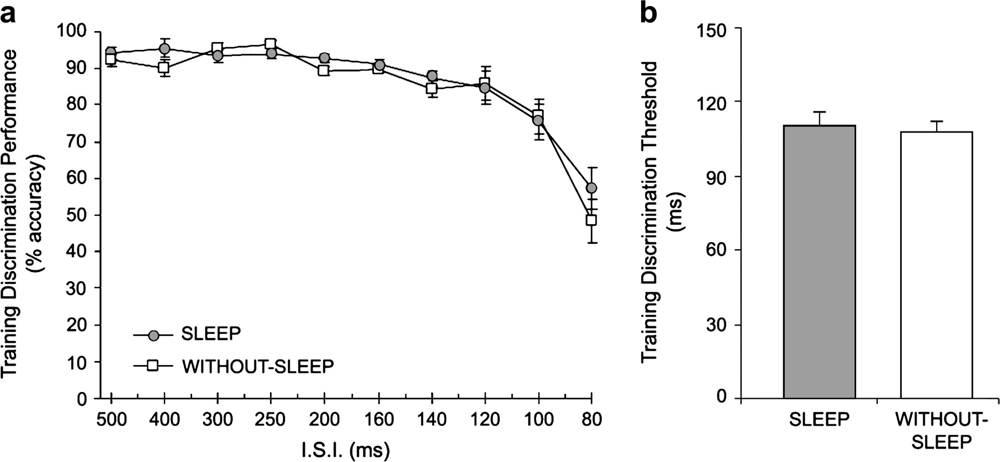 a
Training Discrimination Performance
(% accuracy)
100
90
80
70
60
50
40
30
20
10
0
SLEEP
WITHOUT-SLEEP
500 400 300 250 200 160 140 120 100 80
I.S.I. (ms)
b
Training Discrimination Threshold
(ms)
150
120
90
60
30
0
SLEEP
WITHOUT-
SLEEP